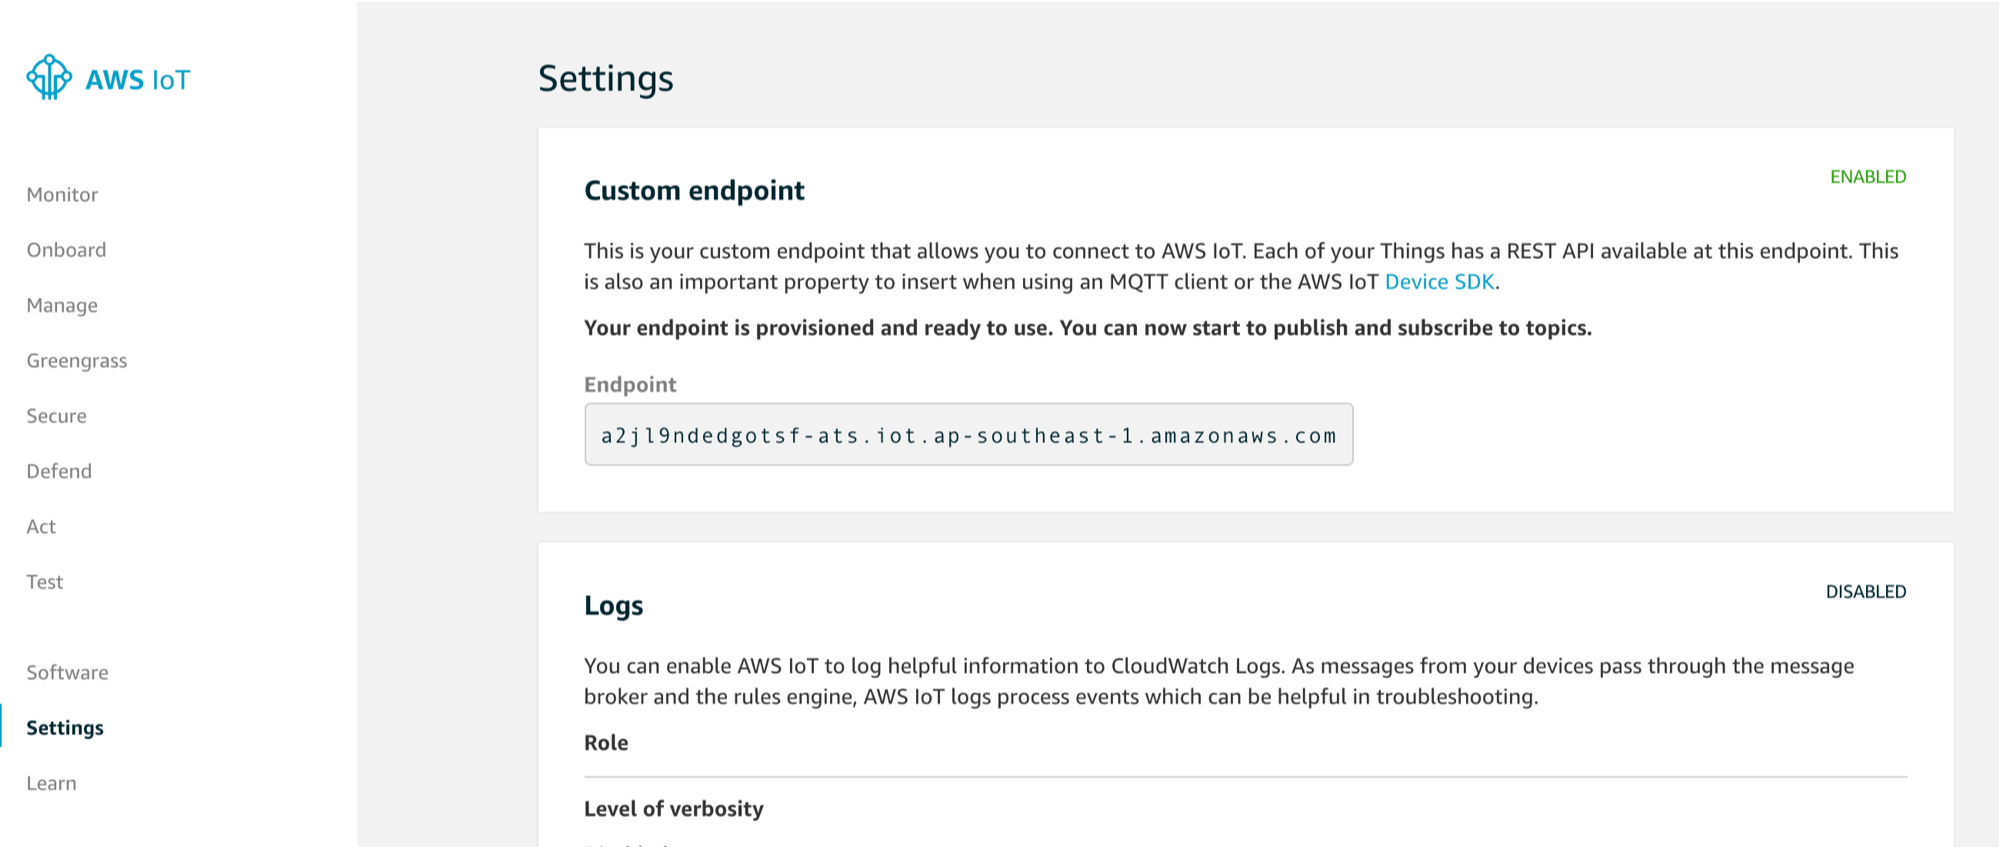 AWS IoT
Monitor
Onboard
Manage
Greengrass
Secure
Defend
Act
Test
Software
Settings
Learn
Settings
Custom endpoint
ENABLED
This is your custom endpoint that allows you to connect to AWS IoT. Each of your Things has a REST API available at this endpoint. This
is also an important property to insert when using an MQTT client or the AWS IoT Device SDK.
Your endpoint is provisioned and ready to use. You can now start to publish and subscribe to topics.
Endpoint
a2jl9ndedgotsf-ats.iot.ap-southeast-1.amazonaws.com
Logs
DISABLED
You can enable AWS IoT to log helpful information to CloudWatch Logs. As messages from your devices pass through the message
broker and the rules engine, AWS IoT logs process events which can be helpful in troubleshooting.
Role
Level of verbosity